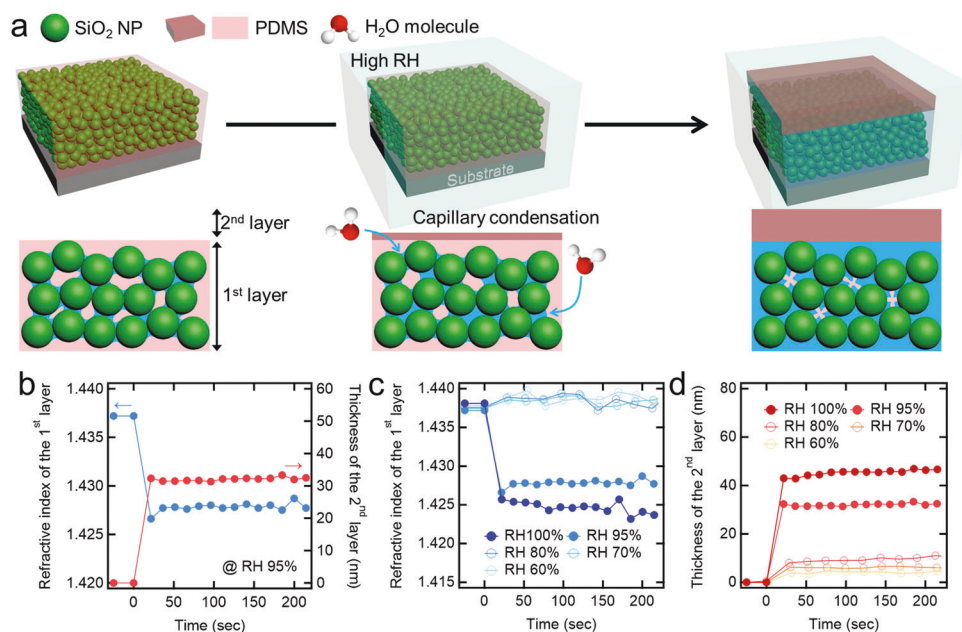 a
SiO₂ NP
PDMS
H₂O molecule
High RH
Substrate
2ⁿᵈ layer
Capillary condensation
1ˢᵗ layer
b
Refractive index of the 1ˢᵗ layer
1.440
1.435
1.430
1.425
1.420
60
50
40
30
20
10
0
Thickness of the
2ⁿᵈ layer (nm)
@ RH 95%
0
50
100
150
200
Time (sec)
c
Refractive index of the 1ˢᵗ layer
1.440
1.435
1.430
1.425
1.420
1.415
RH100%
RH 95%
RH 80%
RH 70%
RH 60%
0
50
100
150
200
Time (sec)
d
Thickness of the 2ⁿᵈ layer (nm)
80
60
40
20
0
RH 100%
RH 95%
RH 80%
RH 70%
RH 60%
0
50
100
150
200
Time (sec)